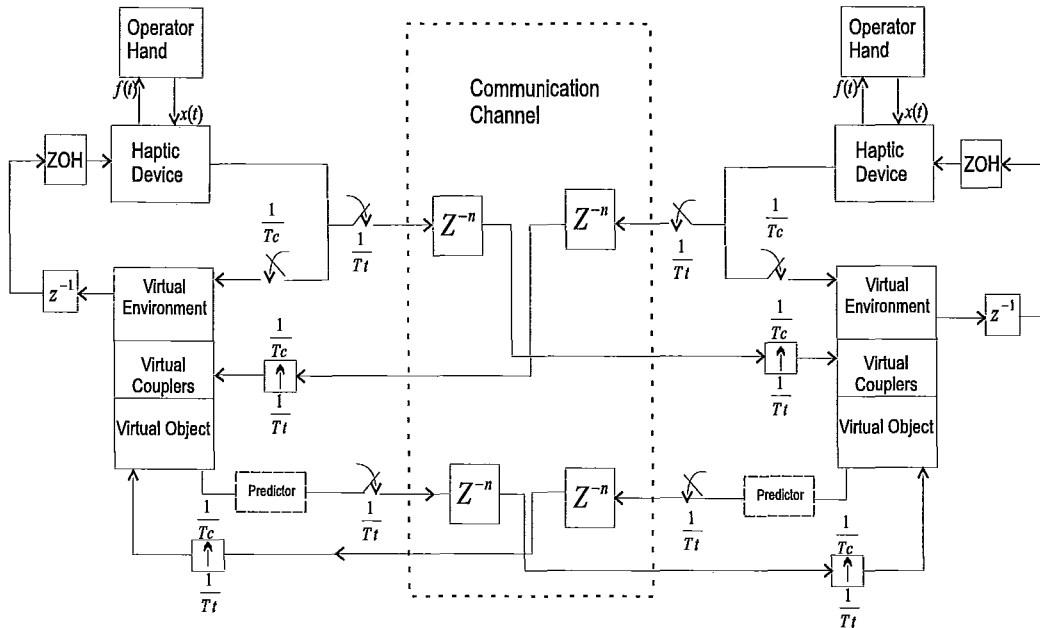 Operator
Hand
f(t)
x(t)
ZOH
Haptic
Device
1/Tc
1/Tt
z⁻¹
Virtual
Environment
Virtual
Couplers
Virtual Object
1/Tc
1/Tt
Predictor
1/Tt
1/Tc
1/Tt
Communication
Channel
Z⁻ⁿ
Z⁻ⁿ
Z⁻ⁿ
Z⁻ⁿ
Operator
Hand
f(t)
x(t)
Haptic
Device
ZOH
1/Tc
1/Tt
Virtual
Environment
z⁻¹
1/Tc
1/Tt
Virtual
Couplers
Virtual Object
Predictor
1/Tt
1/Tc
1/Tt